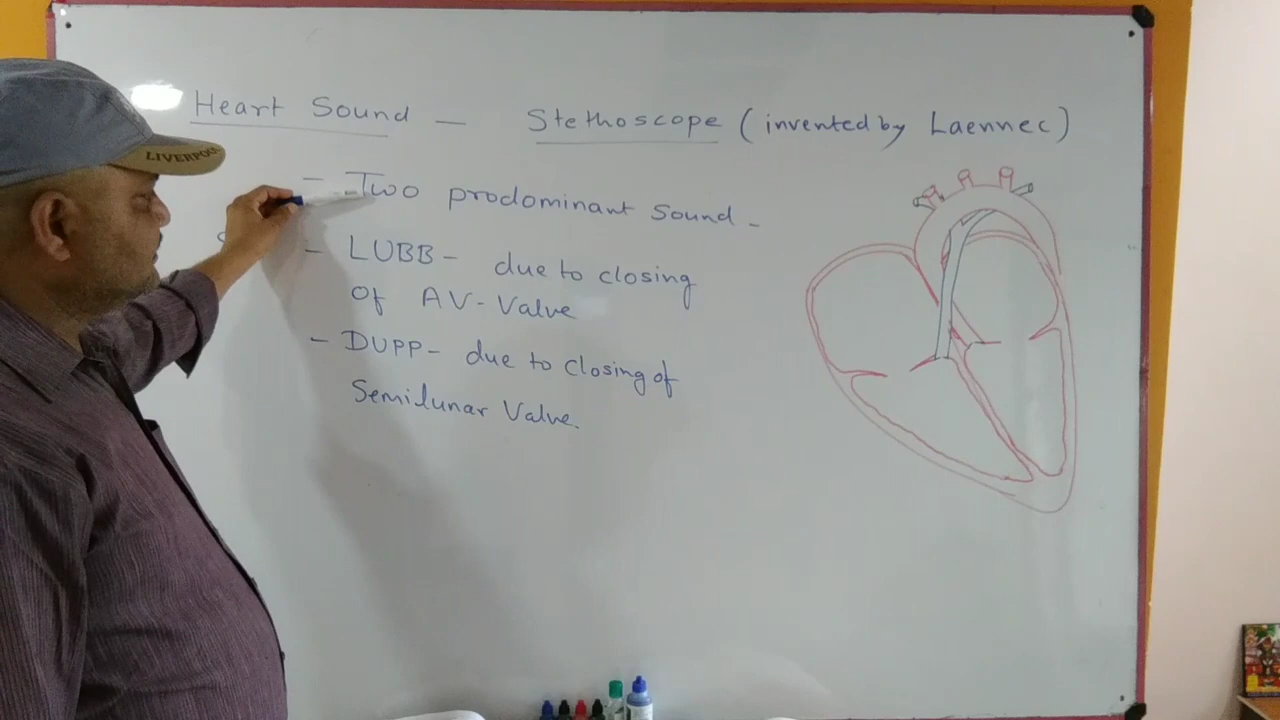 Heart Sound — Stethoscope (invented by Laennec)
LIVERPOOL
- Two prodominant Sound -
- LUBB - due to closing
of AV-Valve
- DUPP - due to closing of
Semilunar Valve.